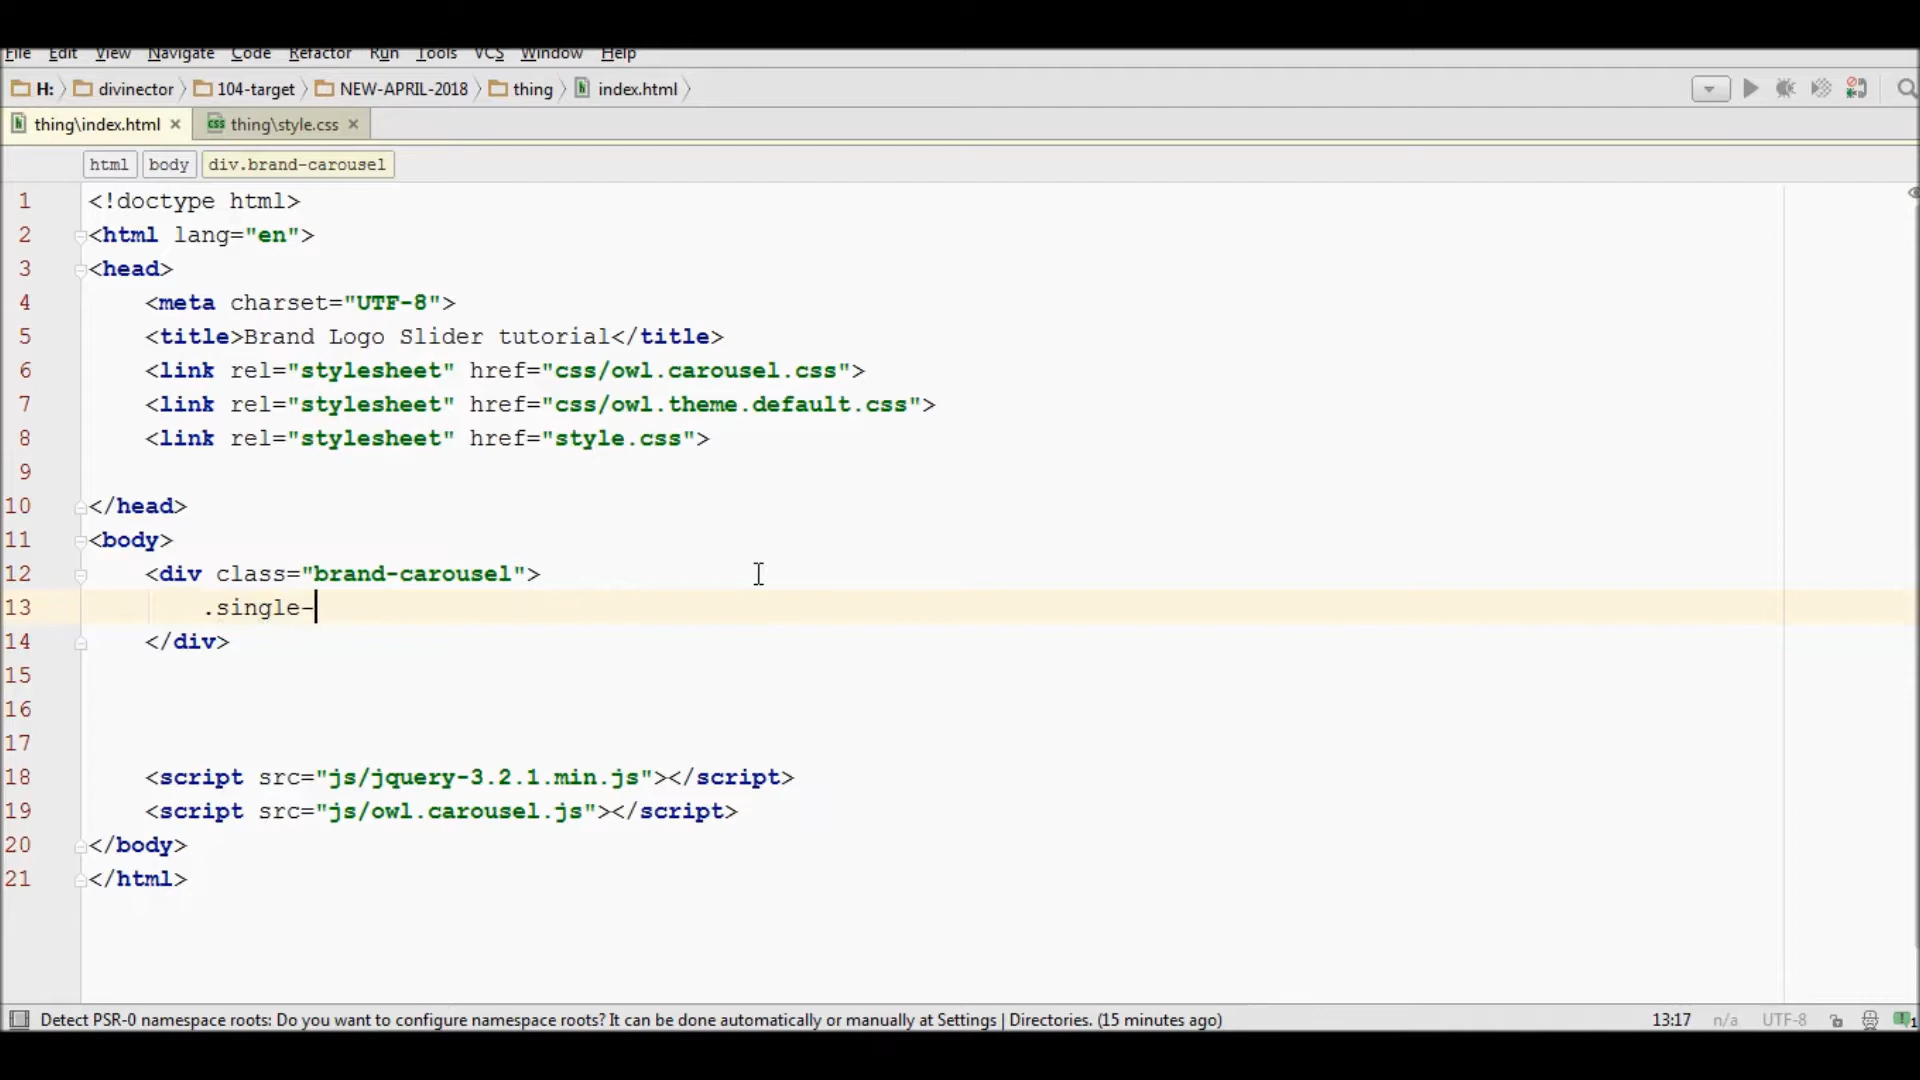 File Edit View Navigate Code Refactor Run Tools VCS Window Help
H: divinector 104-target NEW-APRIL-2018 thing index.html
thing\index.html css thing\style.css
html body div.brand-carousel
1 <!doctype html>
2 <html lang="en">
3 <head>
4 <meta charset="UTF-8">
5 <title>Brand Logo Slider tutorial</title>
6 <link rel="stylesheet" href="css/owl.carousel.css">
7 <link rel="stylesheet" href="css/owl.theme.default.css">
8 <link rel="stylesheet" href="style.css">
9
10 </head>
11 <body>
12 <div class="brand-carousel">
13 .single-
14 </div>
15
16
17
18 <script src="js/jquery-3.2.1.min.js"></script>
19 <script src="js/owl.carousel.js"></script>
20 </body>
21 </html>
Detect PSR-0 namespace roots: Do you want to configure namespace roots? It can be done automatically or manually at Settings | Directories. (15 minutes ago) 13:17 n/a UTF-8 1